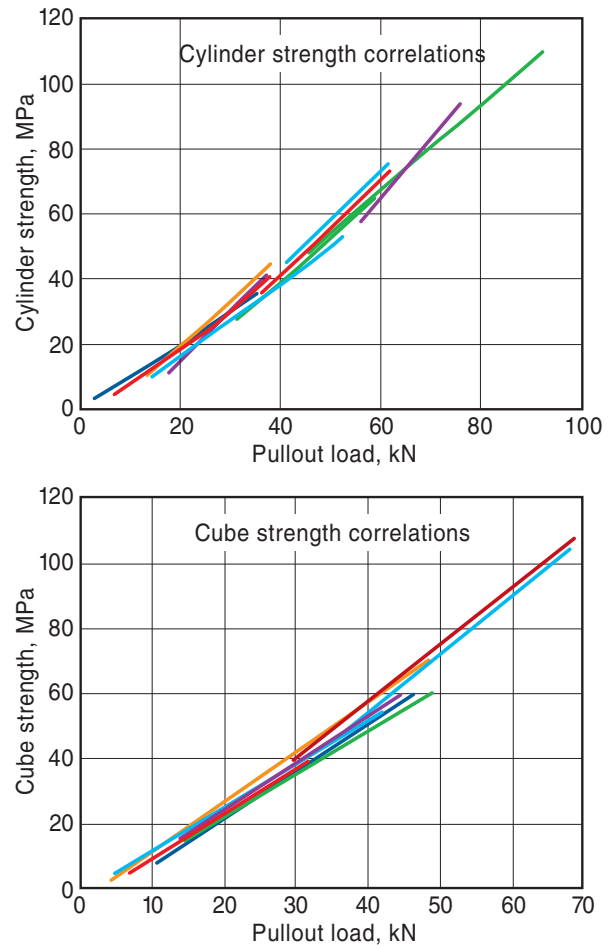 Cylinder strength correlations
Cylinder strength, MPa
120
100
80
60
40
20
0
0 20 40 60 80 100
Pullout load, kN
Cube strength correlations
Cube strength, MPa
120
100
80
60
40
20
0
0 10 20 30 40 50 60 70
Pullout load, kN